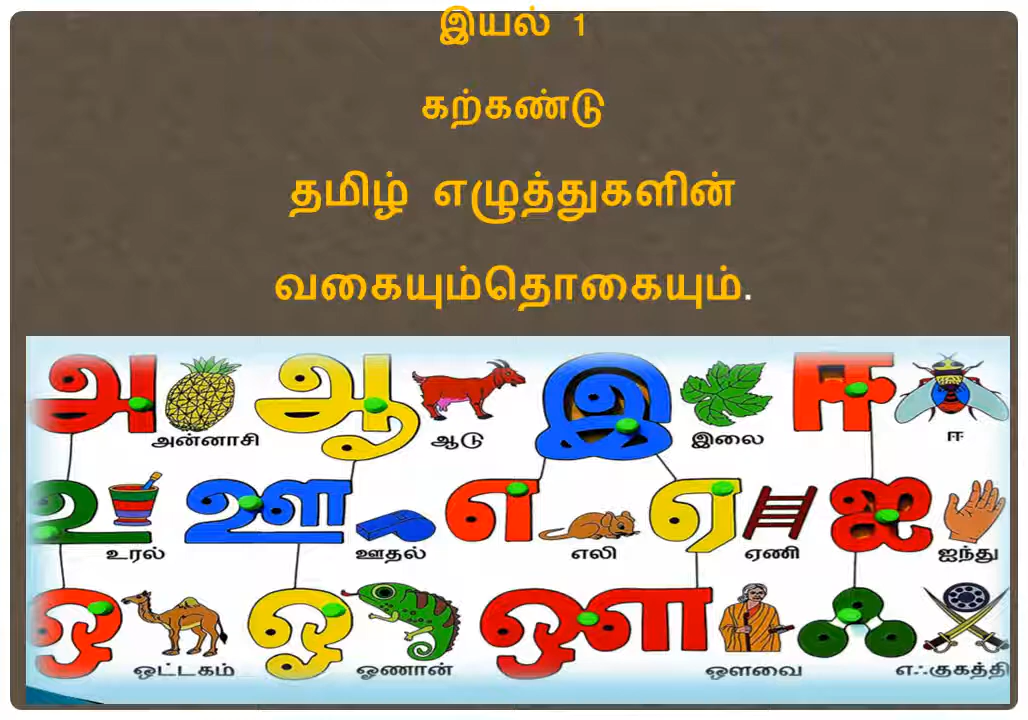 இயல் 1
கற்கண்டு
தமிழ் எழுத்துகளின்
வகையும்தொகையும்.
அ ஆ இ ஈ
அன்னாசி ஆடு இலை ஈ
உ ஊ எ ஏ ஐ
உரல் ஊதல் எலி ஏணி ஐந்து
ஒ ஓ ஔ ஃ
ஒட்டகம் ஓணான் ஔவை எஃகுகத்தி